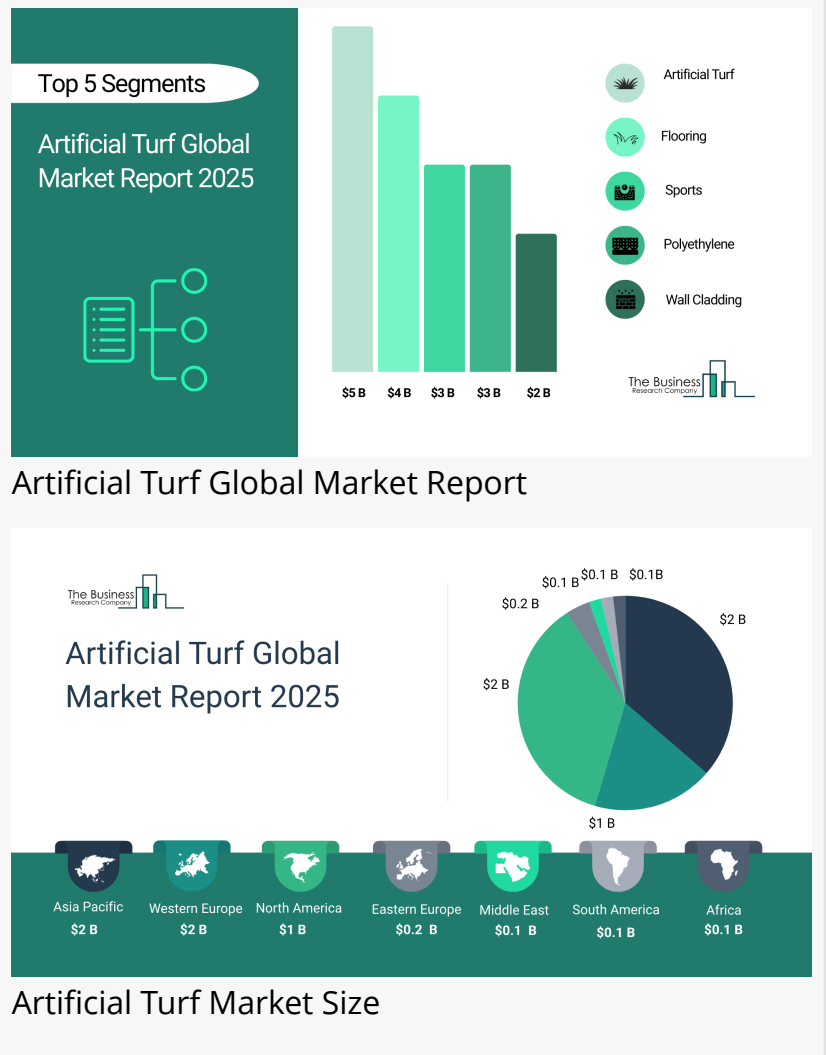 Top 5 Segments
Artificial Turf Global
Market Report 2025
$5 B
$4 B
$3 B
$3 B
$2 B
Artificial Turf
Flooring
Sports
Polyethylene
Wall Cladding
The Business
Research Company
Artificial Turf Global Market Report
The Business
Research Company
Artificial Turf Global
Market Report 2025
$0.2 B
$0.1 B
$0.1 B
$0.1B
$2 B
$2 B
$1 B
Asia Pacific
$2 B
Western Europe
$2 B
North America
$1 B
Eastern Europe
$0.2 B
Middle East
$0.1 B
South America
$0.1 B
Africa
$0.1 B
Artificial Turf Market Size